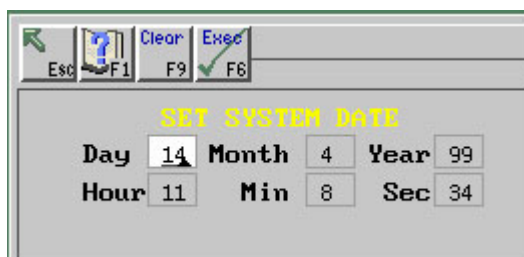 Clear Exec
Esc F1 F9 F6
SET SYSTEM DATE
Day 14 Month 4 Year 99
Hour 11 Min 8 Sec 34